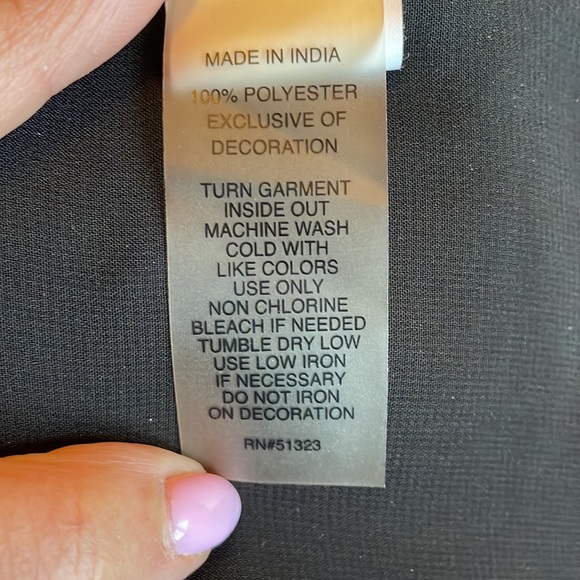 MADE IN INDIA
100% POLYESTER
EXCLUSIVE OF
DECORATION
TURN GARMENT
INSIDE OUT
MACHINE WASH
COLD WITH
LIKE COLORS
USE ONLY
NON CHLORINE
BLEACH IF NEEDED
TUMBLE DRY LOW
USE LOW IRON
IF NECESSARY
DO NOT IRON
ON DECORATION
RN#51323